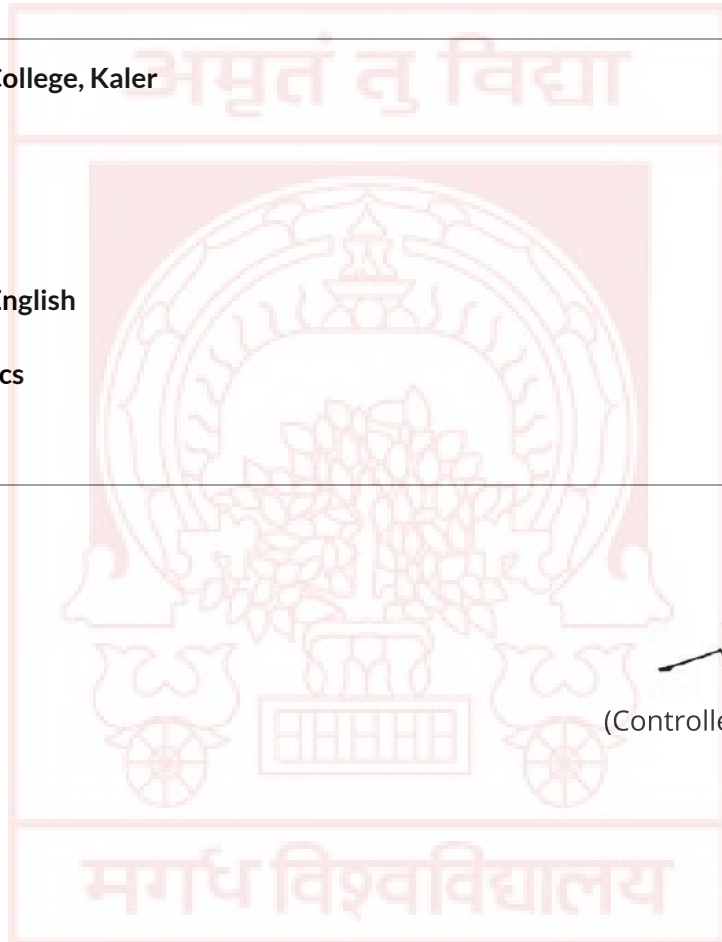 अमृतं तु विद्या
College, Kaler
English
cs
(Controlle
मगध विश्वविद्यालय